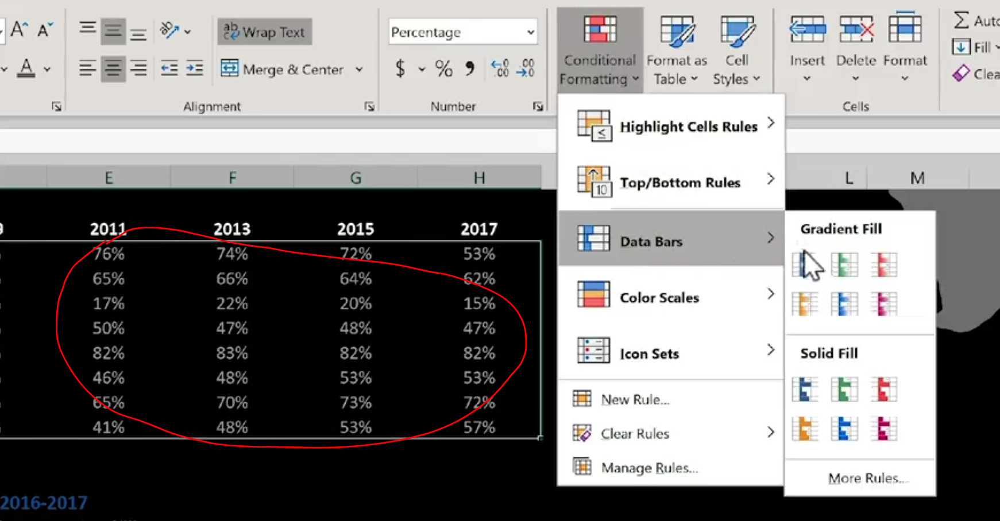 Wrap Text
Percentage
Merge & Center
$ % ,
Conditional
Formatting
Format as
Table
Cell
Styles
Insert
Delete
Format
Fill
Alignment
Number
Cells
Highlight Cells Rules
Top/Bottom Rules
Data Bars
Color Scales
Icon Sets
New Rule...
Clear Rules
Manage Rules...
Gradient Fill
Solid Fill
More Rules...
E F G H L M
2011 2013 2015 2017
76% 74% 72% 53%
65% 66% 64% 62%
17% 22% 20% 15%
50% 47% 48% 47%
82% 83% 82% 82%
46% 48% 53% 53%
65% 70% 73% 72%
41% 48% 53% 57%
2016-2017